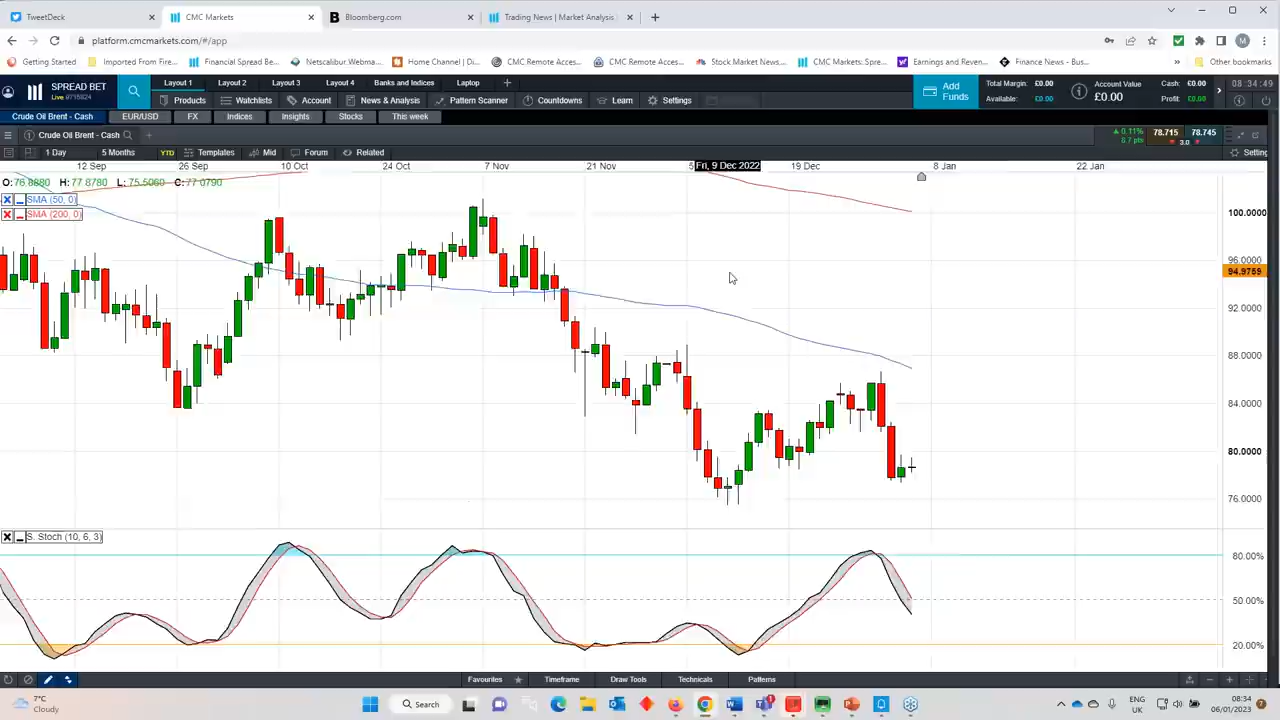 TweetDeck
CMC Markets
Bloomberg.com
Trading News | Market Analysis
platform.cmcmarkets.com/#/app
M
Getting Started
Imported From Fire...
Financial Spread Be...
Netscalibur.Webma...
Home Channel | Di...
CMC Remote Acces...
CMC Remote Acces...
Stock Market News,...
CMC Markets: Spre...
Earnings and Reven...
Finance News - Bus...
Other bookmarks
SPREAD BET
Layout 1
Layout 2
Layout 3
Layout 4
Banks and Indices
Laptop
Products
Watchlists
Account
News & Analysis
Pattern Scanner
Countdowns
Learn
Settings
Add Funds
Total Margin: £0.00
Available: £0.00
Account Value
£0.00
Cash: €0.00
Profit: €0.00
08:34:49
Crude Oil Brent - Cash
EUR/USD
FX
Indices
Insights
Stocks
This week
Crude Oil Brent - Cash
0.11%
8.7 pts
78.715
3.0
78.745
1 Day
5 Months
YTD
Templates
Mid
Forum
Related
Setting
12 Sep
26 Sep
10 Oct
24 Oct
7 Nov
21 Nov
5
Fri, 9 Dec 2022
19 Dec
8 Jan
22 Jan
O: 76.8880 H: 77.8780 L: 75.5060 C: 77.0790
SMA (50, 0)
SMA (200, 0)
100.0000
96.0000
94.9759
92.0000
88.0000
84.0000
80.0000
76.0000
S. Stoch (10, 6, 3)
80.00%
50.00%
20.00%
Favourites
Timeframe
Draw Tools
Technicals
Patterns
7°C
Cloudy
Search
ENG
UK
08:34
06/01/2023